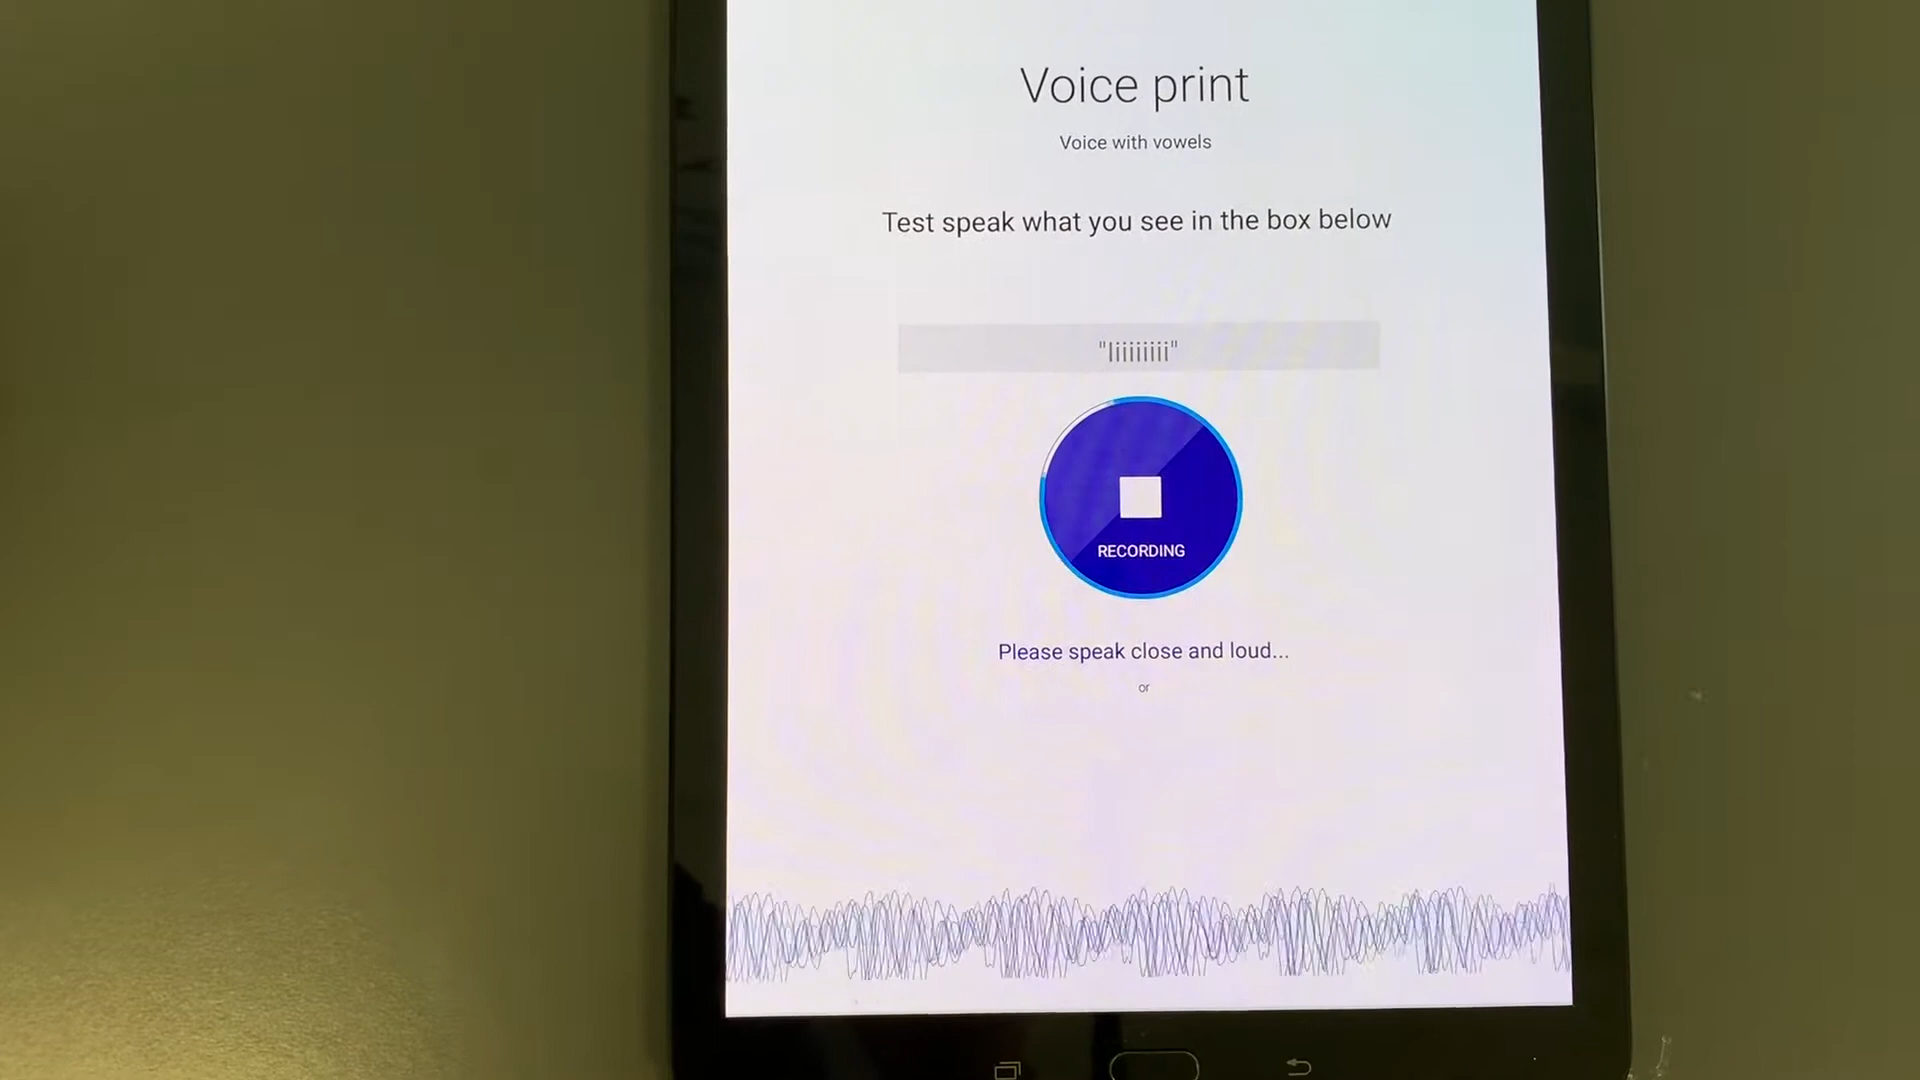 Voice print
Voice with vowels
Test speak what you see in the box below
"Iiiiiiiii"
RECORDING
Please speak close and loud...
or